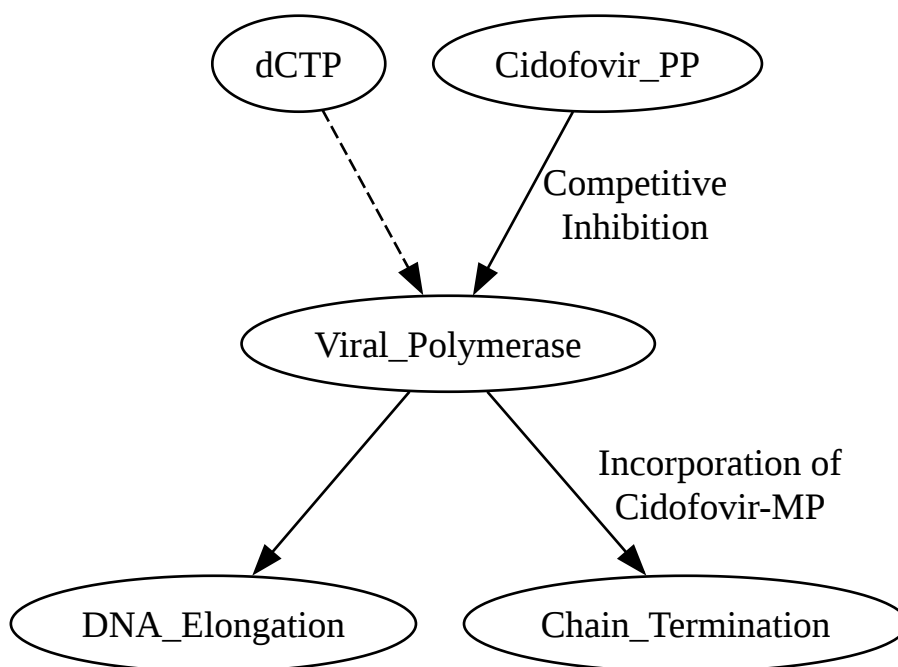 dCTP
Cidofovir_PP
Competitive
Inhibition
Viral_Polymerase
Incorporation of
Cidofovir-MP
DNA_Elongation
Chain_Termination